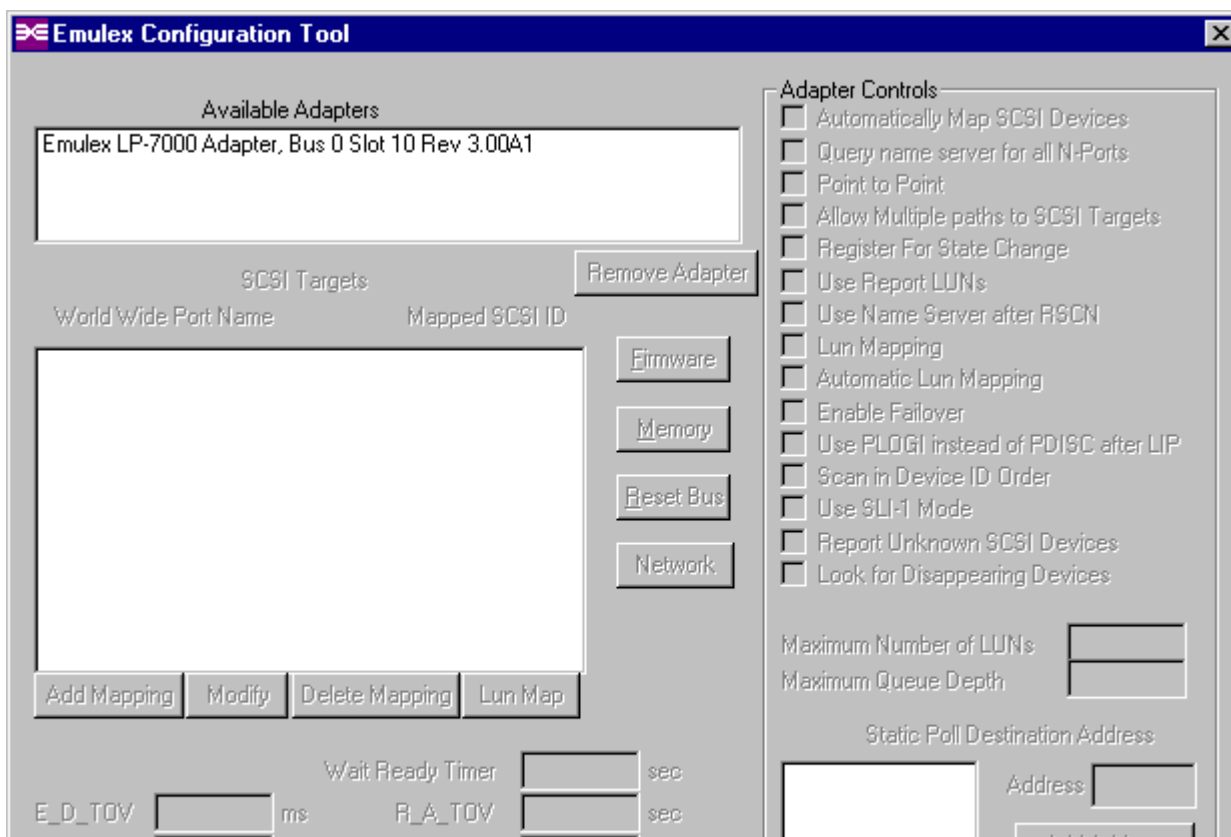 Emulex Configuration Tool
Available Adapters
Emulex LP-7000 Adapter, Bus 0 Slot 10 Rev 3.00A1
Remove Adapter
SCSI Targets
World Wide Port Name Mapped SCSI ID
Firmware
Memory
Reset Bus
Network
Add Mapping Modify Delete Mapping Lun Map
Wait Ready Timer sec
E_D_TOV ms R_A_TOV sec
Adapter Controls
Automatically Map SCSI Devices
Query name server for all N-Ports
Point to Point
Allow Multiple paths to SCSI Targets
Register For State Change
Use Report LUNs
Use Name Server after RSCN
Lun Mapping
Automatic Lun Mapping
Enable Failover
Use PLOGI instead of PDISC after LIP
Scan in Device ID Order
Use SLI-1 Mode
Report Unknown SCSI Devices
Look for Disappearing Devices
Maximum Number of LUNs
Maximum Queue Depth
Static Poll Destination Address
Address